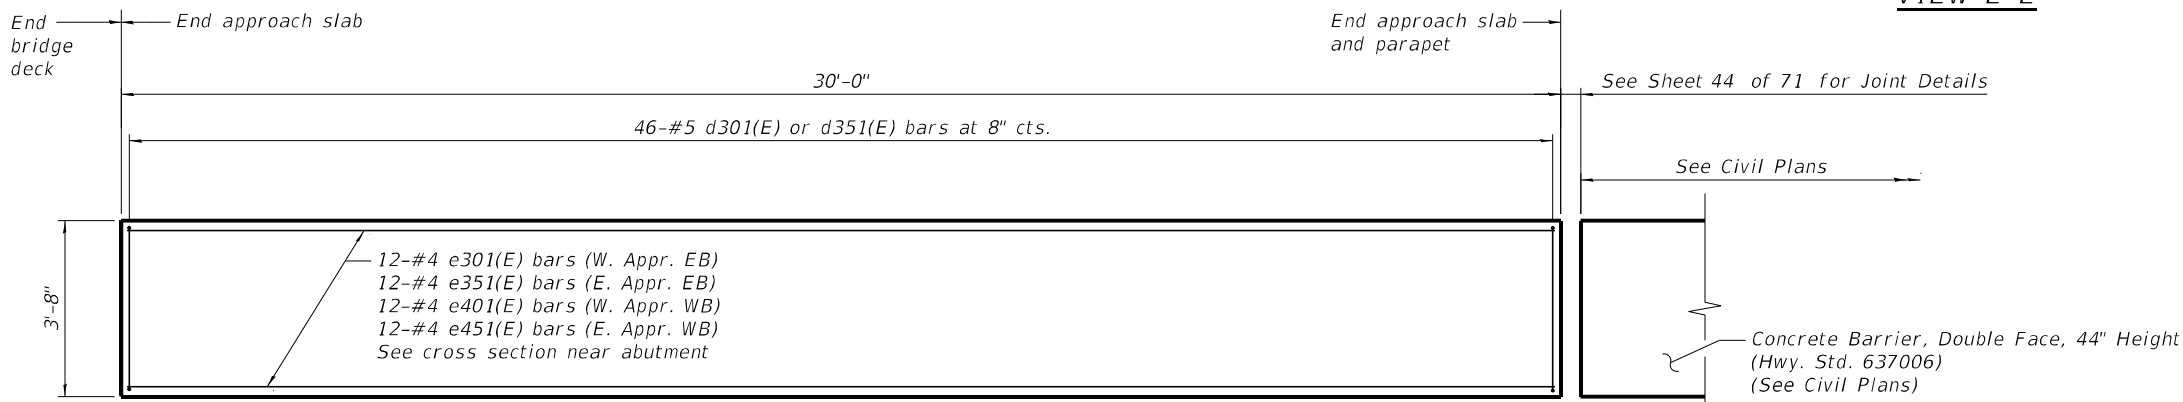 VIEW E-E
End
bridge
deck
End approach slab
End approach slab
and parapet
30'-0"
See Sheet 44 of 71 for Joint Details
46-#5 d301(E) or d351(E) bars at 8" cts.
See Civil Plans
3'-8"
12-#4 e301(E) bars (W. Appr. EB)
12-#4 e351(E) bars (E. Appr. EB)
12-#4 e401(E) bars (W. Appr. WB)
12-#4 e451(E) bars (E. Appr. WB)
See cross section near abutment
Concrete Barrier, Double Face, 44" Height
(Hwy. Std. 637006)
(See Civil Plans)